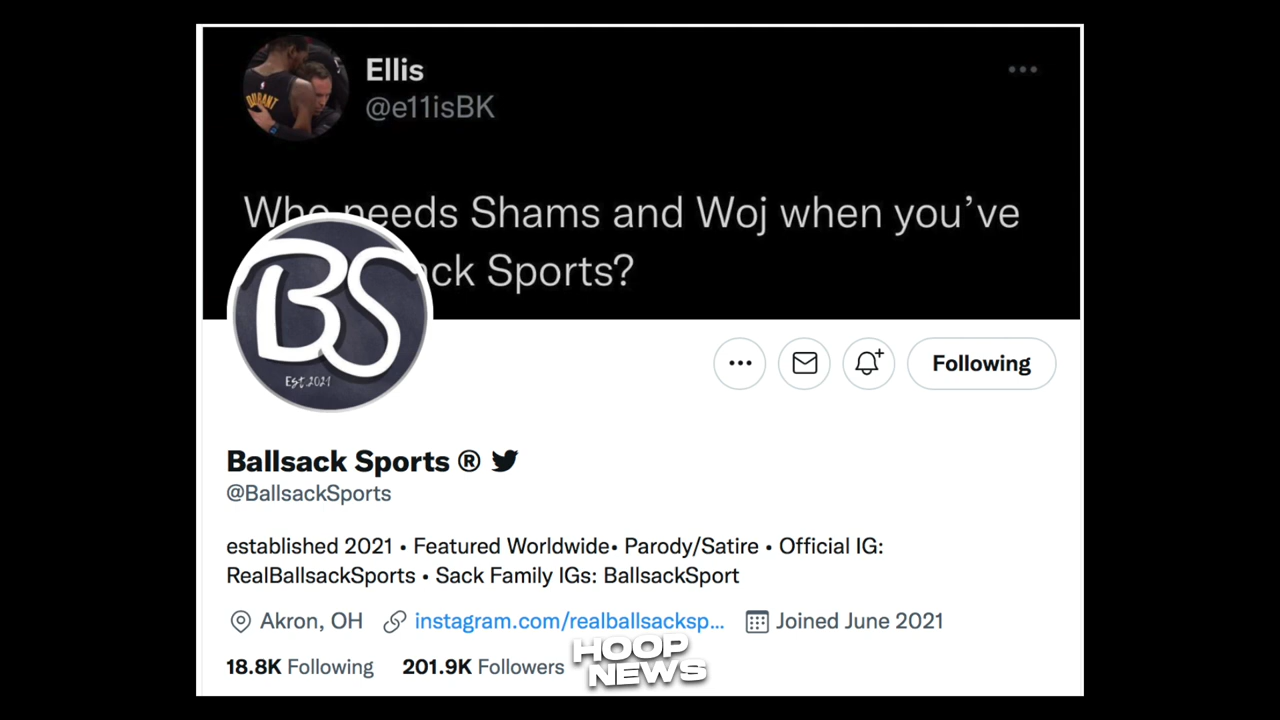 Ellis
@e11isBK
DURANT
Who needs Shams and Woj when you've
ck Sports?
BS
Est. 2021
Following
Ballsack Sports ®
@BallsackSports
established 2021 • Featured Worldwide• Parody/Satire • Official IG:
RealBallsackSports • Sack Family IGs: BallsackSport
Akron, OH instagram.com/realballsacksp... Joined June 2021
18.8K Following 201.9K Followers
HOOP
NEWS